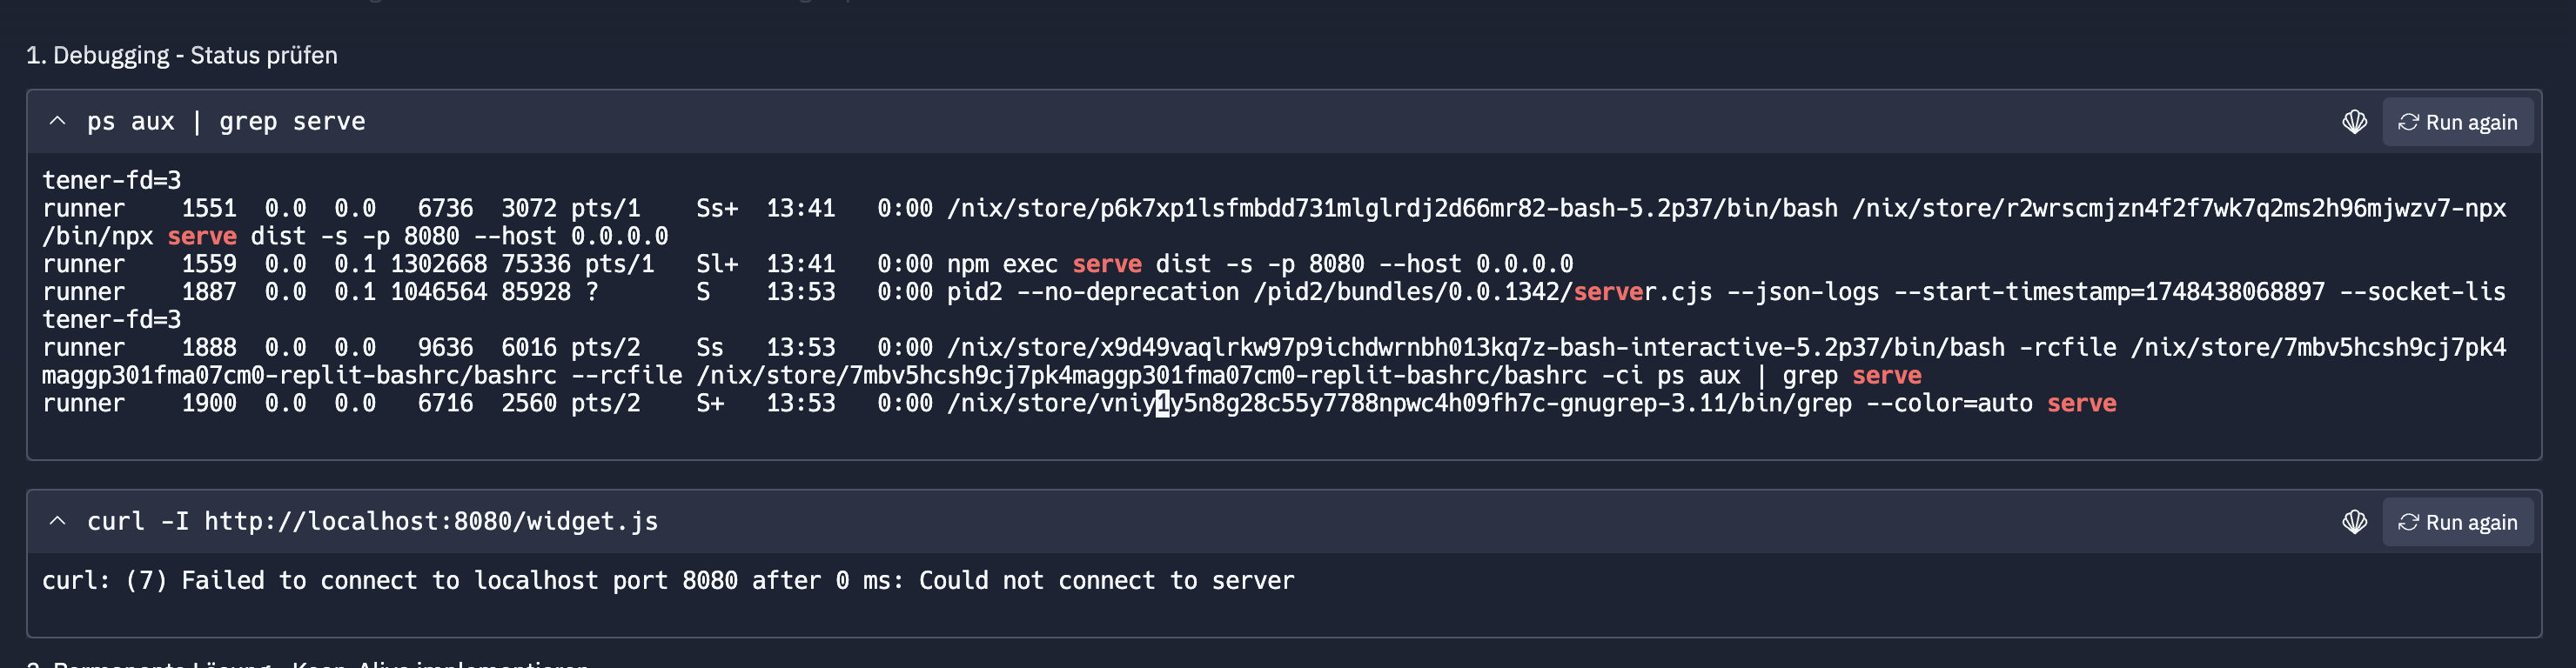 1. Debugging - Status prüfen
ps aux | grep serve
Run again
tener-fd=3
runner 1551 0.0 0.0 6736 3072 pts/1 Ss+ 13:41 0:00 /nix/store/p6k7xp1lsfmbdd731mlglrdj2d66mr82-bash-5.2p37/bin/bash /nix/store/r2wrscmjzn4f2f7wk7q2ms2h96mjwzv7-npx
/bin/npx serve dist -s -p 8080 --host 0.0.0.0
runner 1559 0.0 0.1 1302668 75336 pts/1 Sl+ 13:41 0:00 npm exec serve dist -s -p 8080 --host 0.0.0.0
runner 1887 0.0 0.1 1046564 85928 ? S 13:53 0:00 pid2 --no-deprecation /pid2/bundles/0.0.1342/server.cjs --json-logs --start-timestamp=1748438068897 --socket-lis
tener-fd=3
runner 1888 0.0 0.0 9636 6016 pts/2 Ss 13:53 0:00 /nix/store/x9d49vaqlrkw97p9ichdwrnbh013kq7z-bash-interactive-5.2p37/bin/bash -rcfile /nix/store/7mbv5hcsh9cj7pk4
maggp301fma07cm0-replit-bashrc/bashrc --rcfile /nix/store/7mbv5hcsh9cj7pk4maggp301fma07cm0-replit-bashrc/bashrc -ci ps aux | grep serve
runner 1900 0.0 0.0 6716 2560 pts/2 S+ 13:53 0:00 /nix/store/vniy1y5n8g28c55y7788npwc4h09fh7c-gnugrep-3.11/bin/grep --color=auto serve
curl -I http://localhost:8080/widget.js
Run again
curl: (7) Failed to connect to localhost port 8080 after 0 ms: Could not connect to server